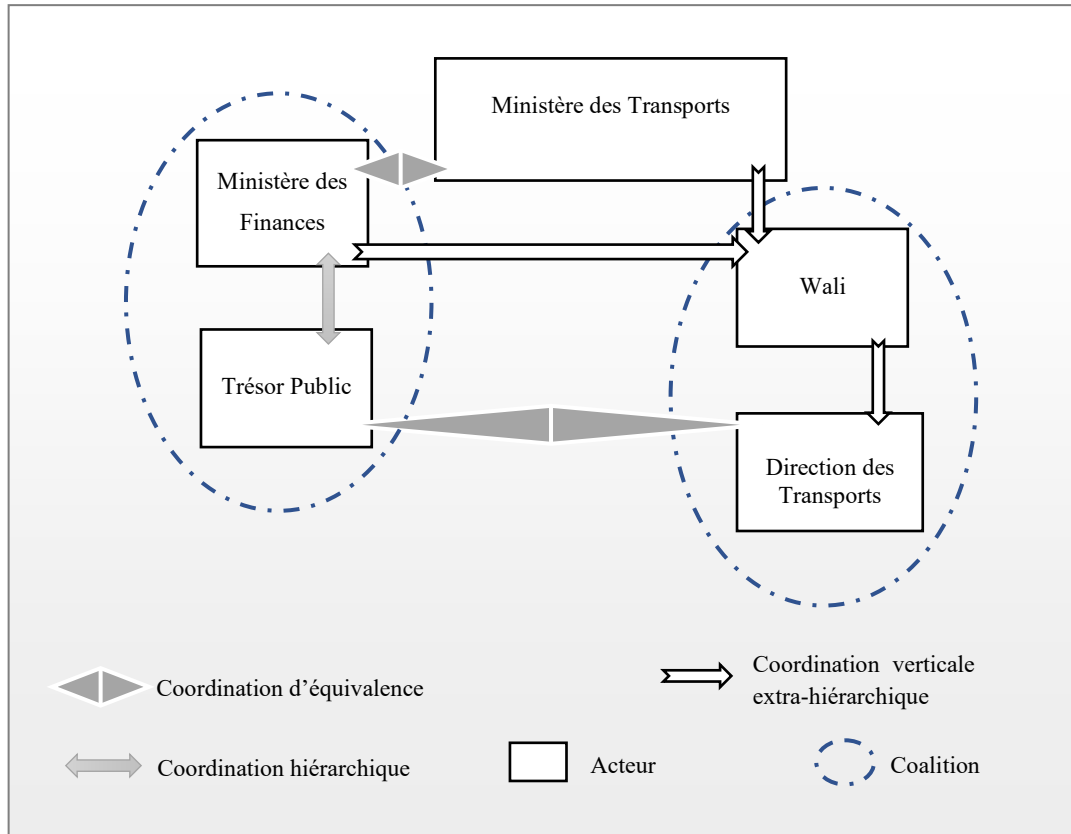 Ministère des Transports
Ministère des
Finances
Wali
Trésor Public
Direction des
Transports
Coordination d’équivalence
Coordination verticale
extra-hiérarchique
Coordination hiérarchique
Acteur
Coalition